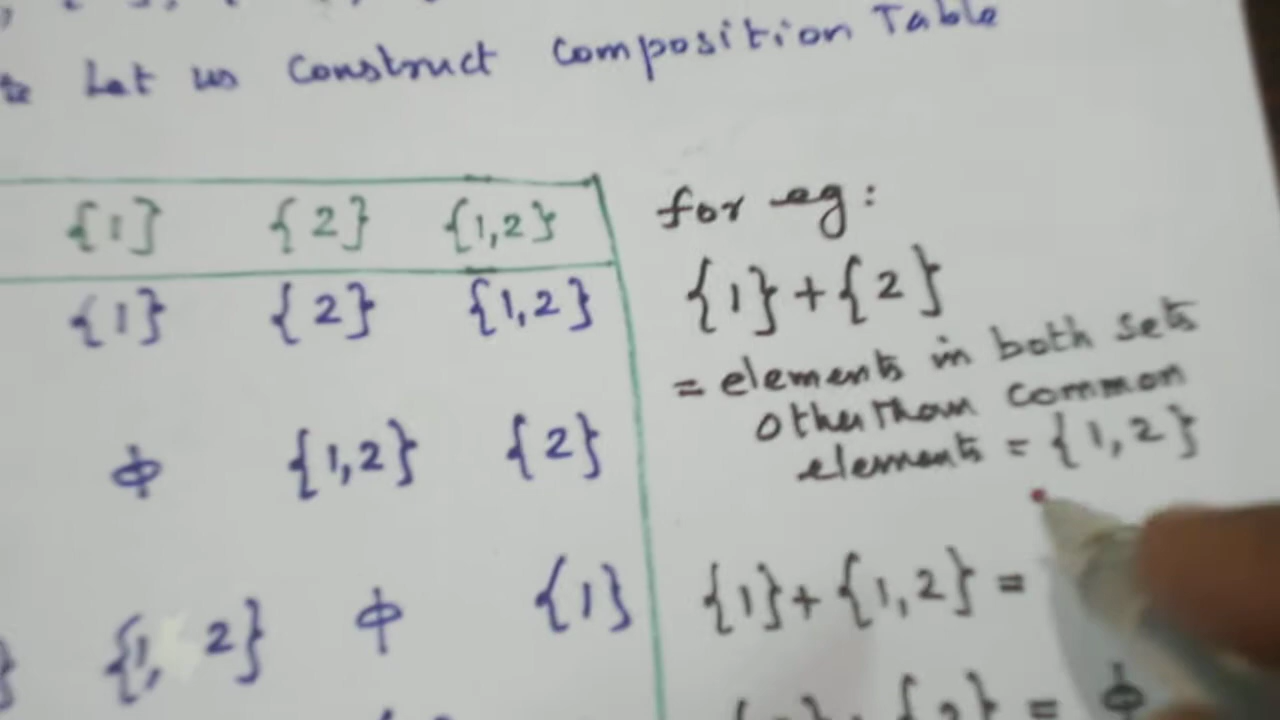 Let us construct composition Table
{1} {2} {1,2}
{1} {2} {1,2}
ф {1,2} {2}
{1, 2} ф {1}
for eg:
{1}+{2}
= elements in both sets
other than common
elements = {1,2}
{1}+{1,2} =
{2} = ф